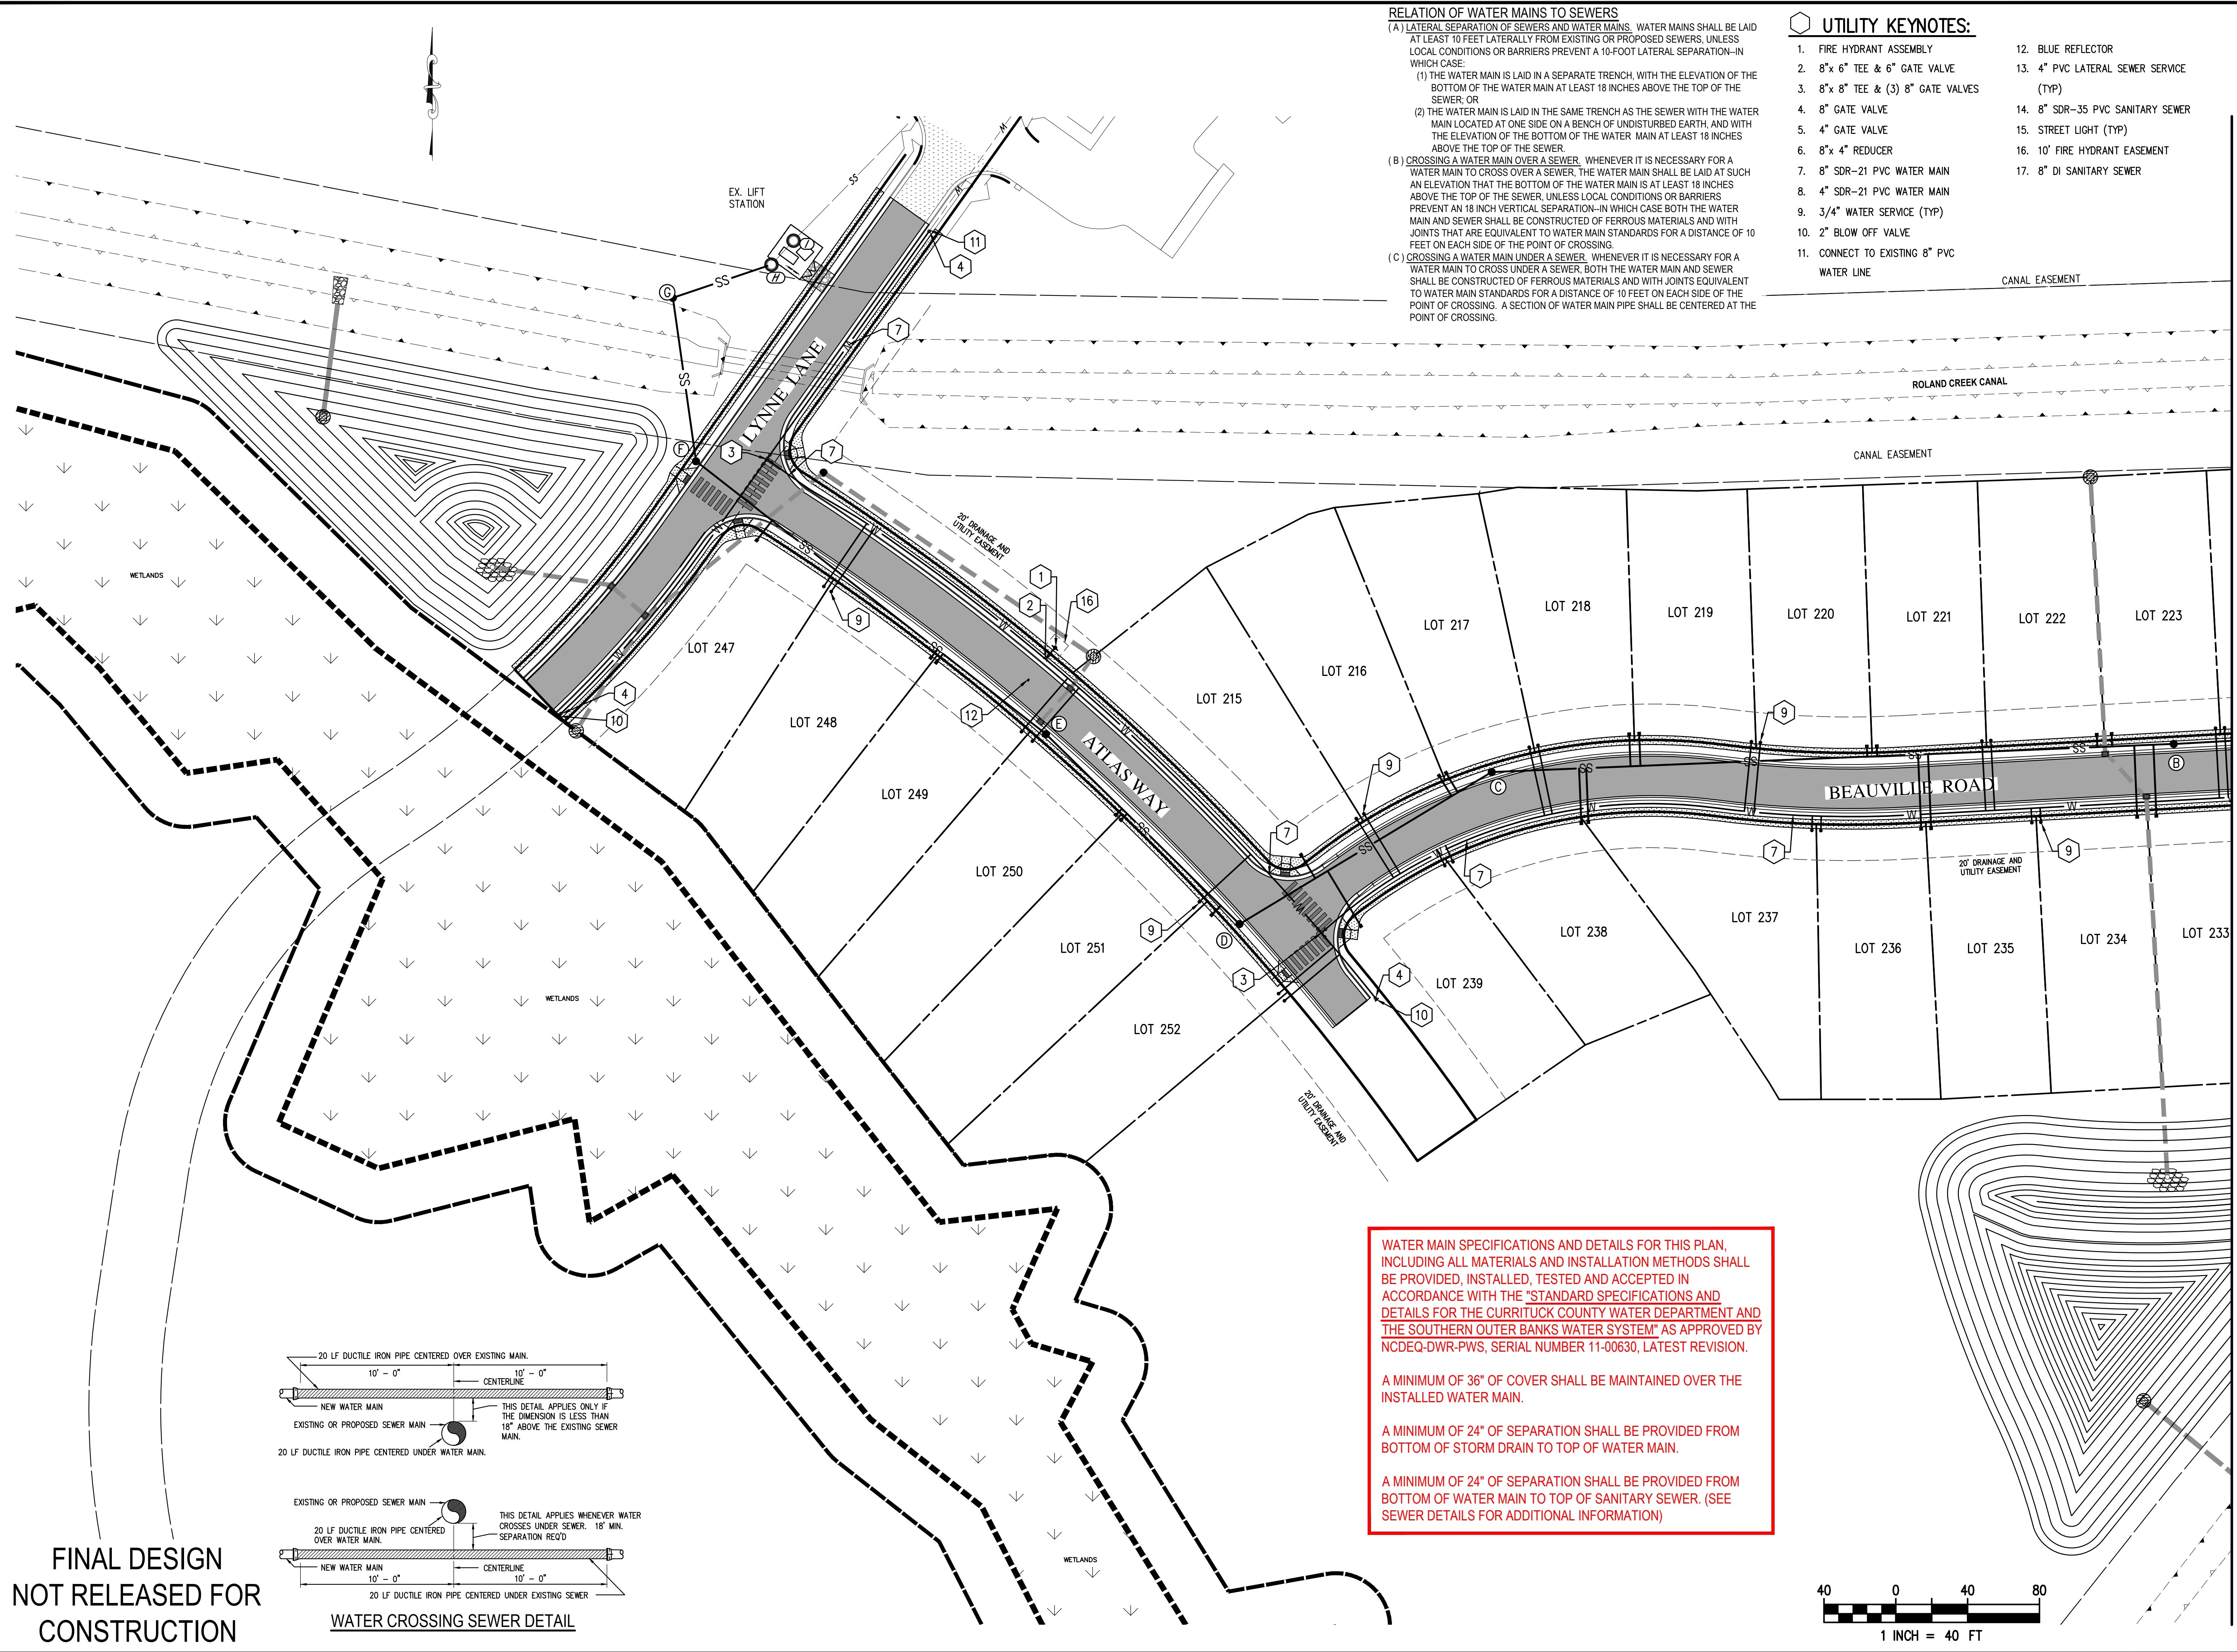 RELATION OF WATER MAINS TO SEWERS
( A ) LATERAL SEPARATION OF SEWERS AND WATER MAINS.  WATER MAINS SHALL BE LAID
AT LEAST 10 FEET LATERALLY FROM EXISTING OR PROPOSED SEWERS, UNLESS
LOCAL CONDITIONS OR BARRIERS PREVENT A 10-FOOT LATERAL SEPARATION--IN
WHICH CASE:
(1) THE WATER MAIN IS LAID IN A SEPARATE TRENCH, WITH THE ELEVATION OF THE
BOTTOM OF THE WATER MAIN AT LEAST 18 INCHES ABOVE THE TOP OF THE
SEWER; OR
(2) THE WATER MAIN IS LAID IN THE SAME TRENCH AS THE SEWER WITH THE WATER
MAIN LOCATED AT ONE SIDE ON A BENCH OF UNDISTURBED EARTH, AND WITH
THE ELEVATION OF THE BOTTOM OF THE WATER  MAIN AT LEAST 18 INCHES
ABOVE THE TOP OF THE SEWER.
( B ) CROSSING A WATER MAIN OVER A SEWER.  WHENEVER IT IS NECESSARY FOR A
WATER MAIN TO CROSS OVER A SEWER, THE WATER MAIN SHALL BE LAID AT SUCH
AN ELEVATION THAT THE BOTTOM OF THE WATER MAIN IS AT LEAST 18 INCHES
ABOVE THE TOP OF THE SEWER, UNLESS LOCAL CONDITIONS OR BARRIERS
PREVENT AN 18 INCH VERTICAL SEPARATION--IN WHICH CASE BOTH THE WATER
MAIN AND SEWER SHALL BE CONSTRUCTED OF FERROUS MATERIALS AND WITH
JOINTS THAT ARE EQUIVALENT TO WATER MAIN STANDARDS FOR A DISTANCE OF 10
FEET ON EACH SIDE OF THE POINT OF CROSSING.
( C ) CROSSING A WATER MAIN UNDER A SEWER.  WHENEVER IT IS NECESSARY FOR A
WATER MAIN TO CROSS UNDER A SEWER, BOTH THE WATER MAIN AND SEWER
SHALL BE CONSTRUCTED OF FERROUS MATERIALS AND WITH JOINTS EQUIVALENT
TO WATER MAIN STANDARDS FOR A DISTANCE OF 10 FEET ON EACH SIDE OF THE
POINT OF CROSSING.  A SECTION OF WATER MAIN PIPE SHALL BE CENTERED AT THE
POINT OF CROSSING.
UTILITY KEYNOTES:
1. FIRE HYDRANT ASSEMBLY
2. 8"x 6" TEE & 6" GATE VALVE
3. 8"x 8" TEE & (3) 8" GATE VALVES
4. 8" GATE VALVE
5. 4" GATE VALVE
6. 8"x 4" REDUCER
7. 8" SDR-21 PVC WATER MAIN
8. 4" SDR-21 PVC WATER MAIN
9. 3/4" WATER SERVICE (TYP)
10. 2" BLOW OFF VALVE
11. CONNECT TO EXISTING 8" PVC
WATER LINE
12. BLUE REFLECTOR
13. 4" PVC LATERAL SEWER SERVICE
(TYP)
14. 8" SDR-35 PVC SANITARY SEWER
15. STREET LIGHT (TYP)
16. 10' FIRE HYDRANT EASEMENT
17. 8" DI SANITARY SEWER
CANAL EASEMENT
ROLAND CREEK CANAL
CANAL EASEMENT
EX. LIFT
STATION
SS
M
M
11
4
I
H
G
SS
SS
7
M
LYNNE LANE
F
3
7
20' DRAINAGE AND
UTILITY EASEMENT
SS
W
1
2
16
9
W
SS
W
4
10
12
E
W
ATLAS WAY
SS
WETLANDS
WETLANDS
WETLANDS
LOT 247
LOT 248
LOT 249
LOT 250
LOT 251
LOT 252
LOT 215
LOT 216
LOT 217
LOT 218
LOT 219
LOT 220
LOT 221
LOT 222
LOT 223
9
9
C
SS
SS
SS
SS
SS
B
BEAUVILLE ROAD
W
W
W
W
7
7
7
9
9
D
W
3
4
10
20' DRAINAGE AND
UTILITY EASEMENT
LOT 239
LOT 238
LOT 237
LOT 236
LOT 235
LOT 234
LOT 233
20' DRAINAGE AND
UTILITY EASEMENT
WATER MAIN SPECIFICATIONS AND DETAILS FOR THIS PLAN,
INCLUDING ALL MATERIALS AND INSTALLATION METHODS SHALL
BE PROVIDED, INSTALLED, TESTED AND ACCEPTED IN
ACCORDANCE WITH THE "STANDARD SPECIFICATIONS AND
DETAILS FOR THE CURRITUCK COUNTY WATER DEPARTMENT AND
THE SOUTHERN OUTER BANKS WATER SYSTEM" AS APPROVED BY
NCDEQ-DWR-PWS, SERIAL NUMBER 11-00630, LATEST REVISION.
A MINIMUM OF 36" OF COVER SHALL BE MAINTAINED OVER THE
INSTALLED WATER MAIN.
A MINIMUM OF 24" OF SEPARATION SHALL BE PROVIDED FROM
BOTTOM OF STORM DRAIN TO TOP OF WATER MAIN.
A MINIMUM OF 24" OF SEPARATION SHALL BE PROVIDED FROM
BOTTOM OF WATER MAIN TO TOP OF SANITARY SEWER. (SEE
SEWER DETAILS FOR ADDITIONAL INFORMATION)
20 LF DUCTILE IRON PIPE CENTERED OVER EXISTING MAIN.
10' - 0"
10' - 0"
CENTERLINE
NEW WATER MAIN
THIS DETAIL APPLIES ONLY IF
THE DIMENSION IS LESS THAN
18" ABOVE THE EXISTING SEWER
MAIN.
EXISTING OR PROPOSED SEWER MAIN
20 LF DUCTILE IRON PIPE CENTERED UNDER WATER MAIN.
EXISTING OR PROPOSED SEWER MAIN
THIS DETAIL APPLIES WHENEVER WATER
CROSSES UNDER SEWER.  18' MIN.
SEPARATION REQ'D
20 LF DUCTILE IRON PIPE CENTERED
OVER WATER MAIN.
NEW WATER MAIN
CENTERLINE
10' - 0"
10' - 0"
20 LF DUCTILE IRON PIPE CENTERED UNDER EXISTING SEWER
WATER CROSSING SEWER DETAIL
FINAL DESIGN
NOT RELEASED FOR
CONSTRUCTION
40 0 40 80
1 INCH = 40 FT